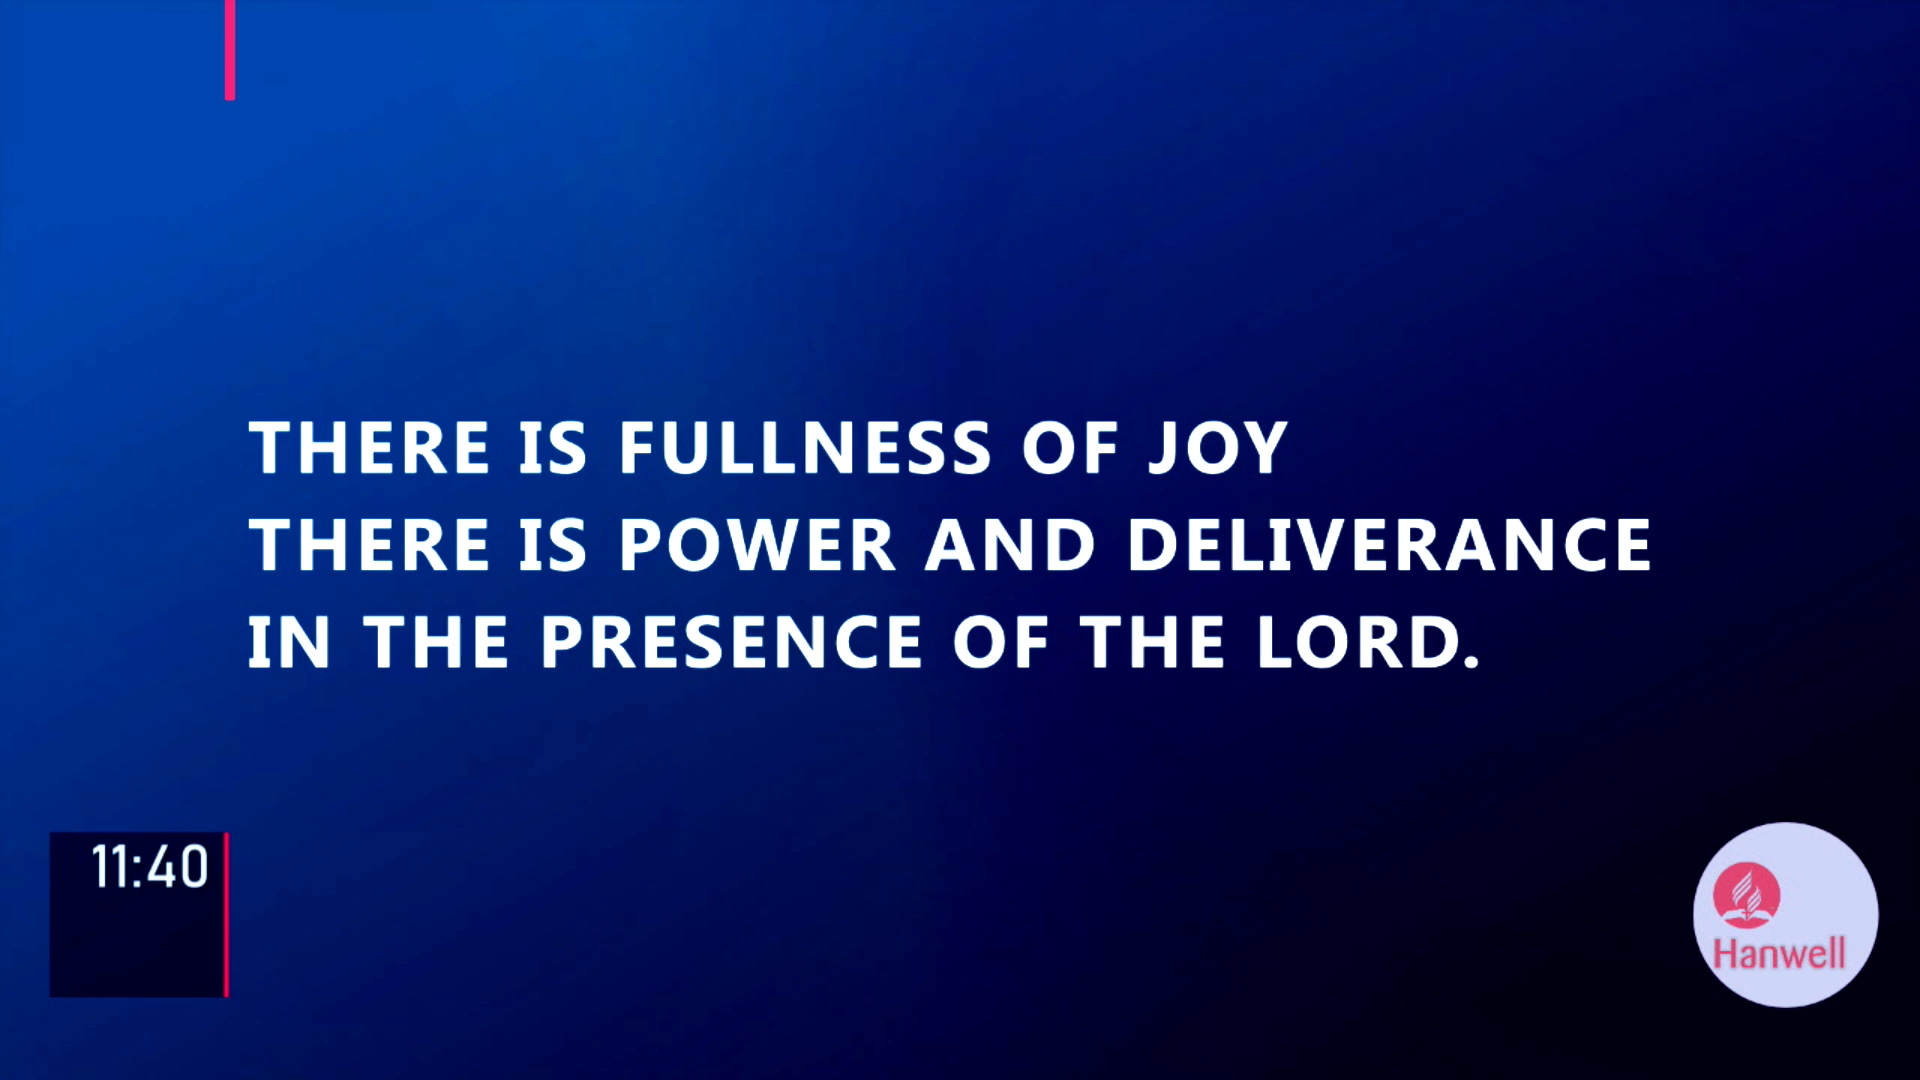 THERE IS FULLNESS OF JOY
THERE IS POWER AND DELIVERANCE
IN THE PRESENCE OF THE LORD.
11:40
Hanwell